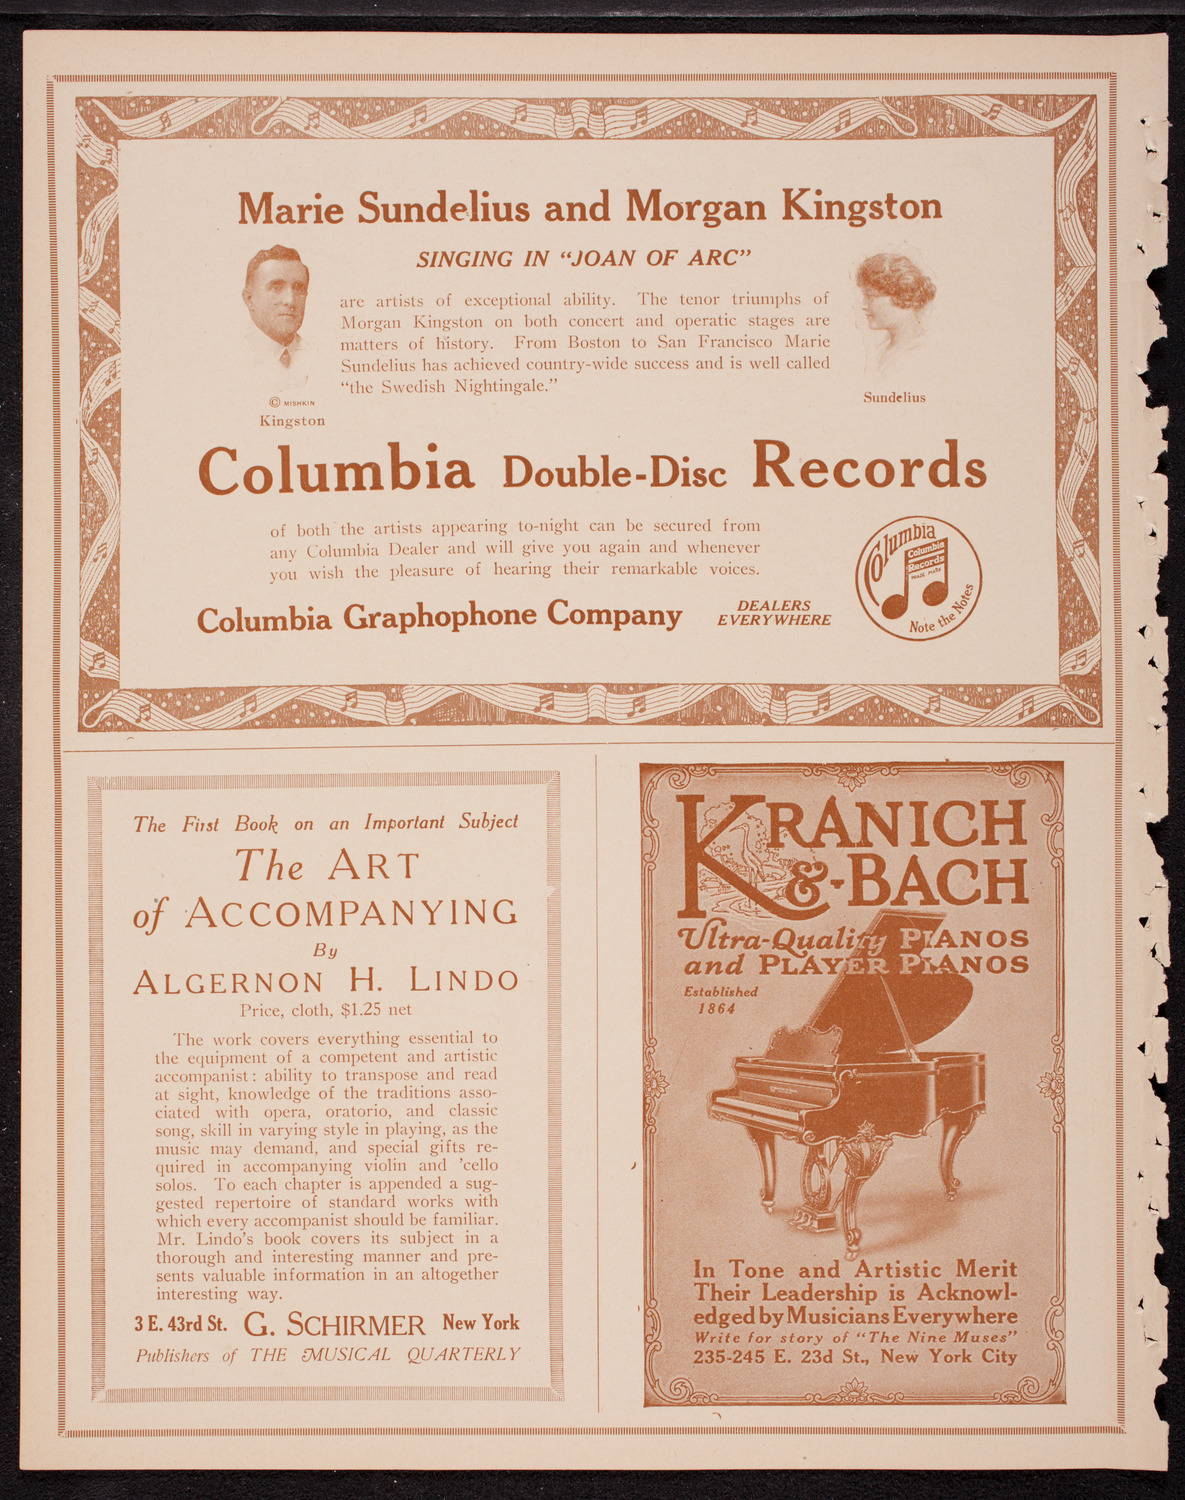 Marie Sundelius and Morgan Kingston
SINGING IN "JOAN OF ARC"
are artists of exceptional ability. The tenor triumphs of
Morgan Kingston on both concert and operatic stages are
matters of history. From Boston to San Francisco Marie
Sundelius has achieved country-wide success and is well called
"the Swedish Nightingale."
© MISHKIN
Kingston
Sundelius
Columbia Double-Disc Records
of both the artists appearing to-night can be secured from
any Columbia Dealer and will give you again and whenever
you wish the pleasure of hearing their remarkable voices.
Columbia Graphophone Company
DEALERS
EVERYWHERE
Columbia
Columbia
Records
TRADE MARK
Note the Notes
The First Book on an Important Subject
The ART
of ACCOMPANYING
By
ALGERNON H. LINDO
Price, cloth, $1.25 net
The work covers everything essential to
the equipment of a competent and artistic
accompanist: ability to transpose and read
at sight, knowledge of the traditions asso-
ciated with opera, oratorio, and classic
song, skill in varying style in playing, as the
music may demand, and special gifts re-
quired in accompanying violin and 'cello
solos. To each chapter is appended a sug-
gested repertoire of standard works with
which every accompanist should be familiar.
Mr. Lindo's book covers its subject in a
thorough and interesting manner and pre-
sents valuable information in an altogether
interesting way.
3 E. 43rd St. G. SCHIRMER New York
Publishers of THE MUSICAL QUARTERLY
KRANICH
&-BACH
Ultra-Quality PIANOS
and PLAYER PIANOS
Established
1864
In Tone and Artistic Merit
Their Leadership is Acknowl-
edged by Musicians Everywhere
Write for story of "The Nine Muses"
235-245 E. 23d St., New York City